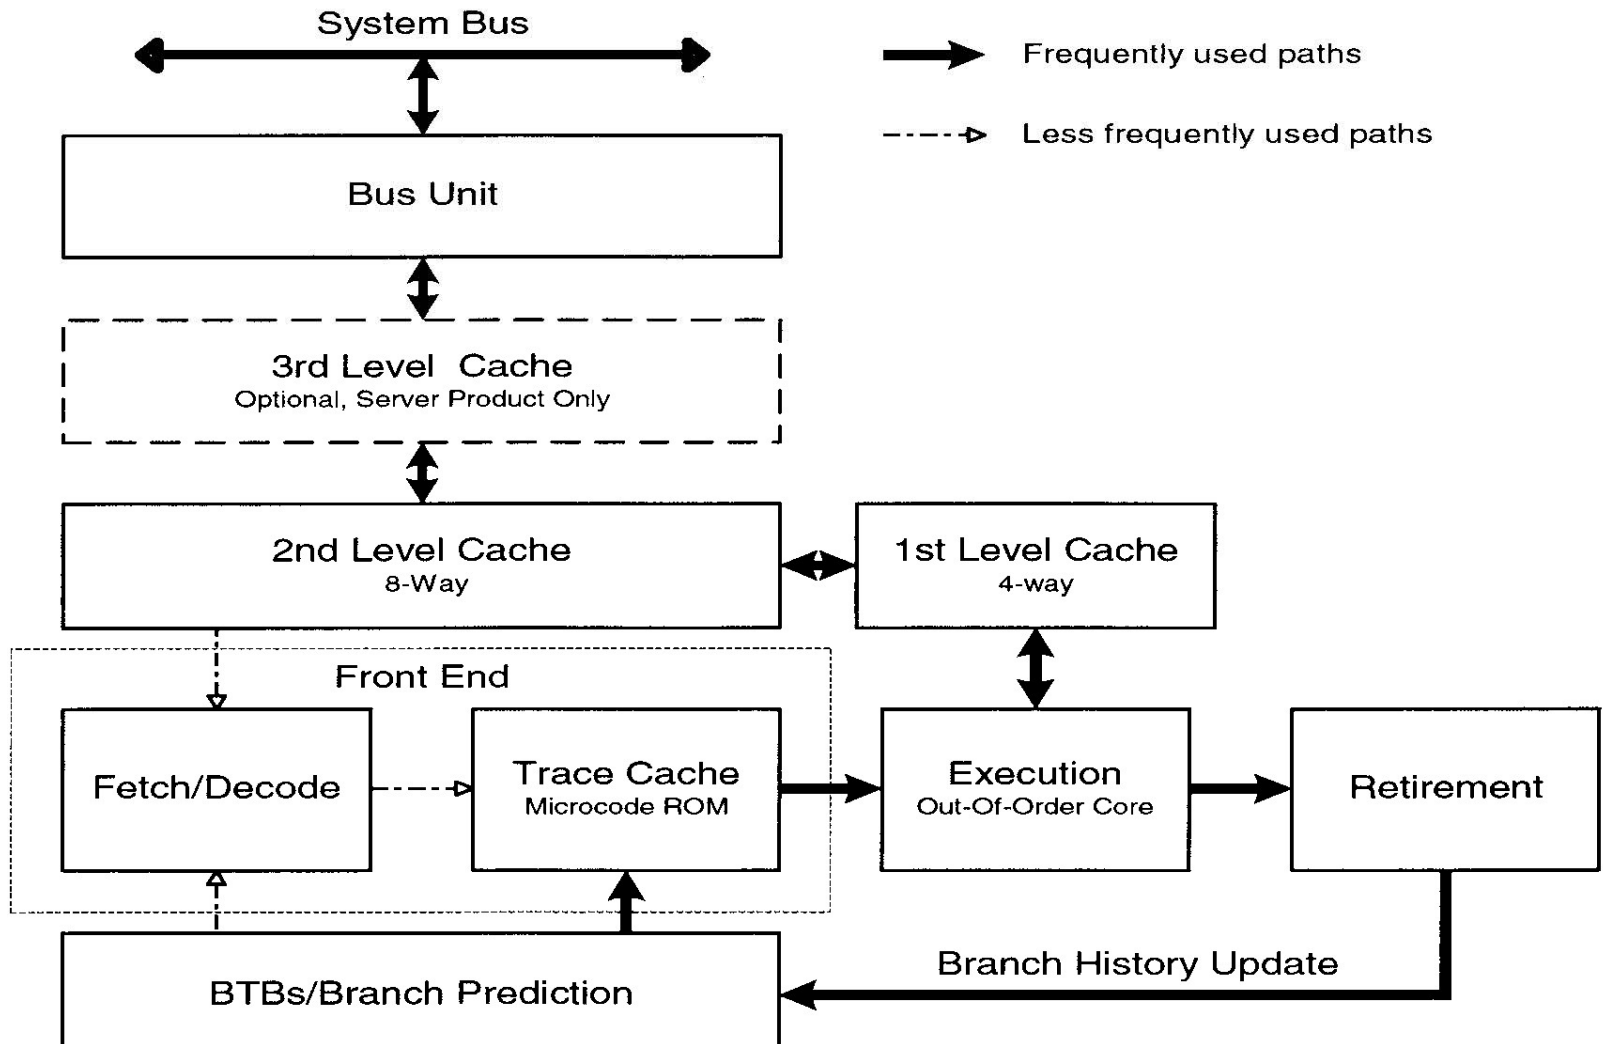 System Bus
Frequently used paths
Less frequently used paths
Bus Unit
3rd Level Cache
Optional, Server Product Only
2nd Level Cache
8-Way
1st Level Cache
4-way
Front End
Fetch/Decode
Trace Cache
Microcode ROM
Execution
Out-Of-Order Core
Retirement
Branch History Update
BTBs/Branch Prediction